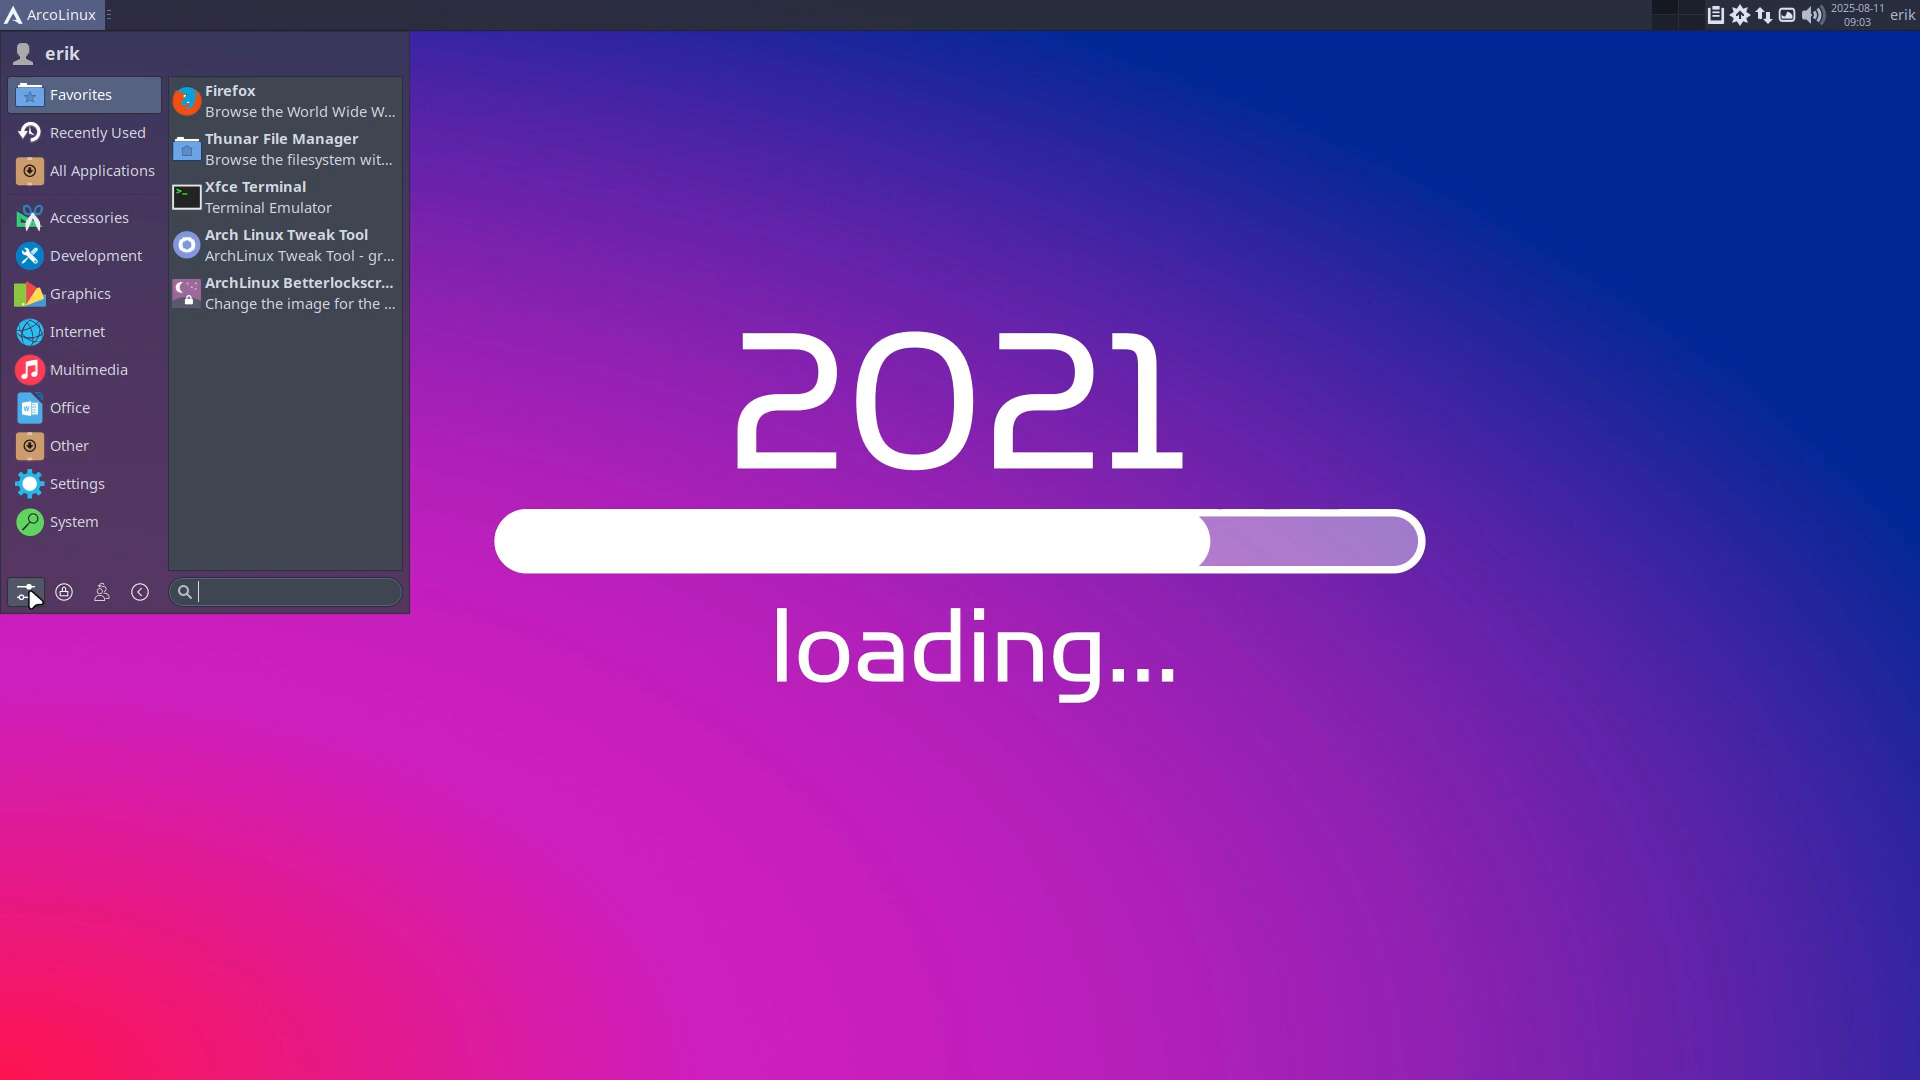 ArcoLinux
2025-08-11
09:03
erik
erik
Favorites
Recently Used
All Applications
Accessories
Development
Graphics
Internet
Multimedia
Office
Other
Settings
System
Firefox
Browse the World Wide W...
Thunar File Manager
Browse the filesystem wit...
Xfce Terminal
Terminal Emulator
Arch Linux Tweak Tool
ArchLinux Tweak Tool - gr...
ArchLinux Betterlockscr...
Change the image for the ...
2021
loading...